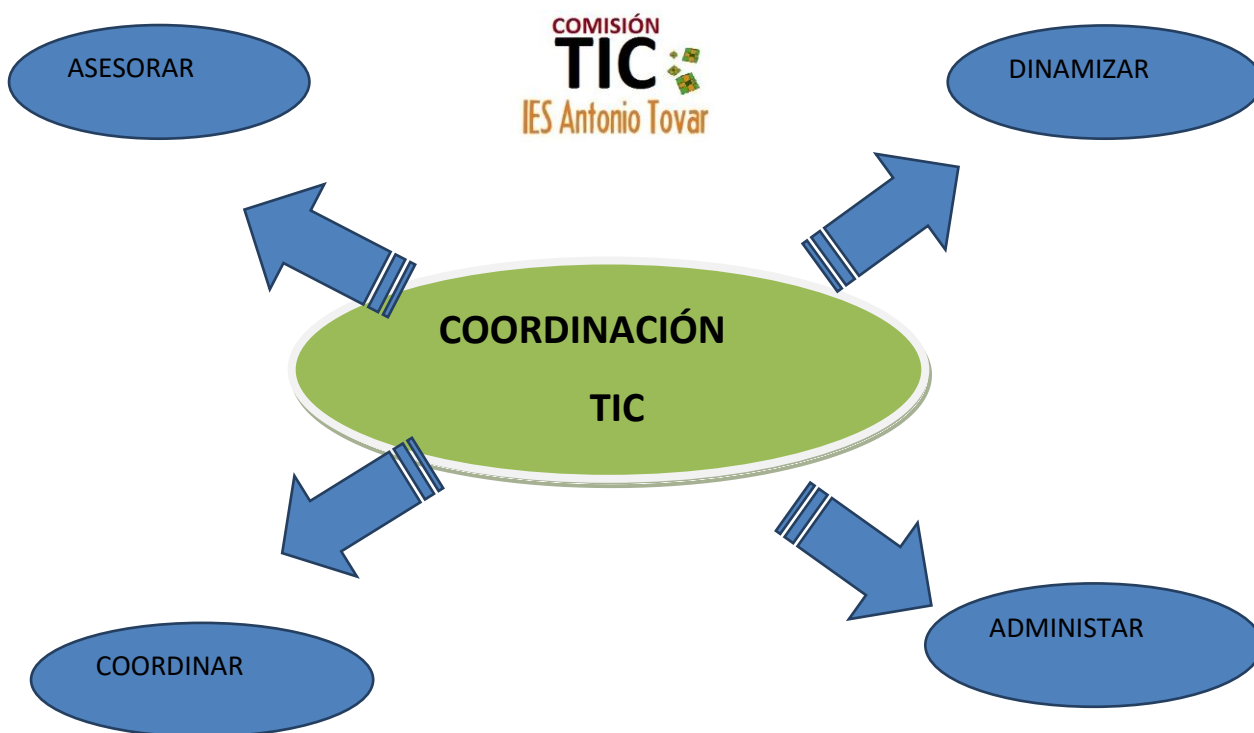 COMISIÓN
TIC
IES Antonio Tovar
ASESORAR
DINAMIZAR
COORDINACIÓN
TIC
COORDINAR
ADMINISTAR